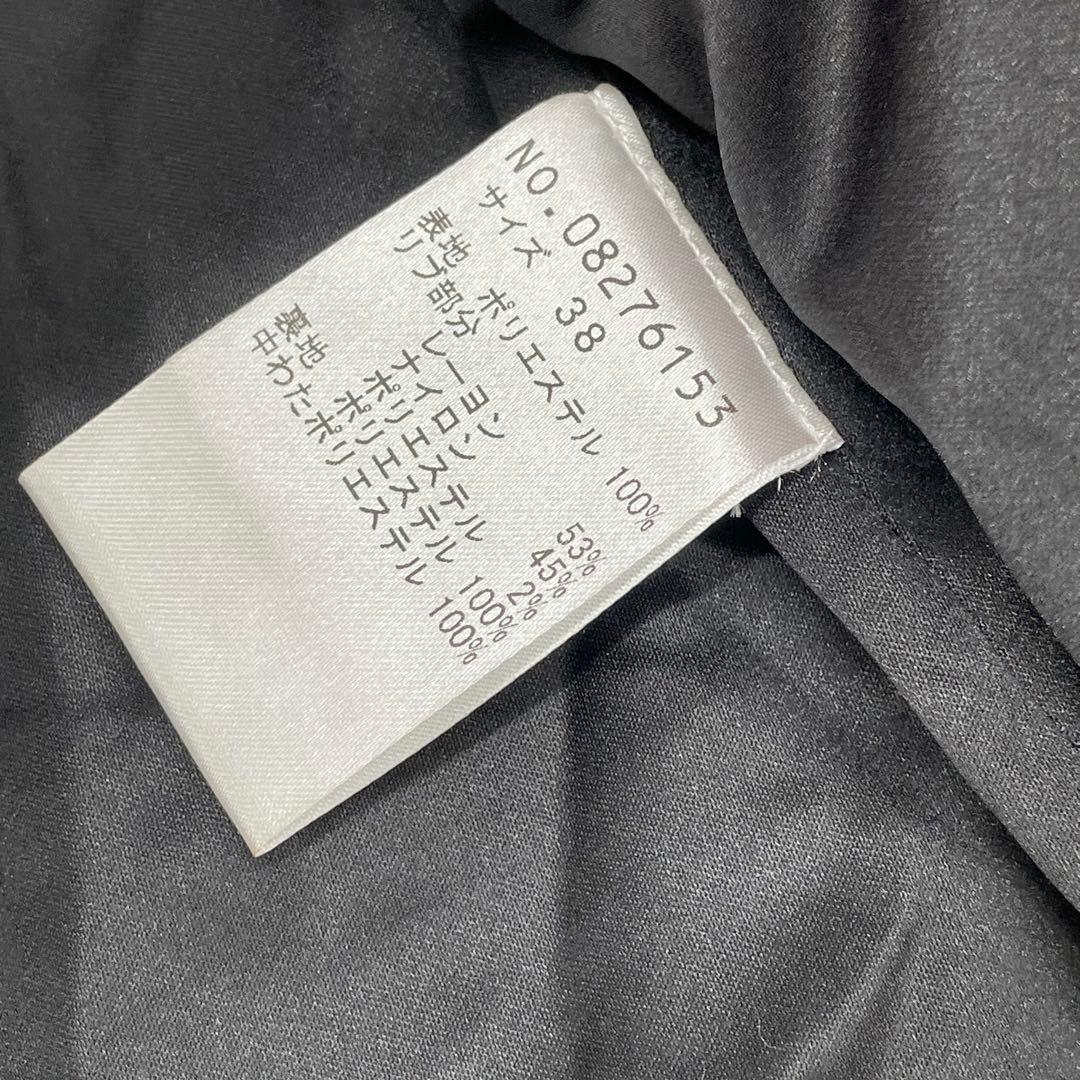 NO.08276153
サイズ 38
表地 ポリエステル 100%
リブ部分 レーヨン 53%
ナイロン 45%
ポリエステル 2%
裏地 ポリエステル 100%
中わたポリエステル 100%